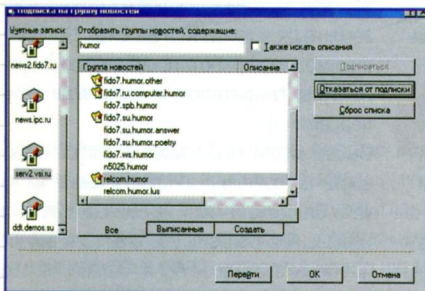 Подписка на группу новостей
Учетные записи:
news2.fido7.ru
news.ipc.ru
serv2.vsi.ru
ddt.demos.su
Отобразить группы новостей, содержащие:
humor
Также искать описания
Группа новостей Описание
fido7.humor.other
fido7.ru.computer.humor
fido7.spb.humor
fido7.su.humor
fido7.su.humor.answer
fido7.su.humor.poetry
fido7.ws.humor
n5025.humor
relcom.humor
relcom.humor.lus
Все Выписанные Создать
Подписаться
Отказаться от подписки
Сброс списка
Перейти OK Отмена